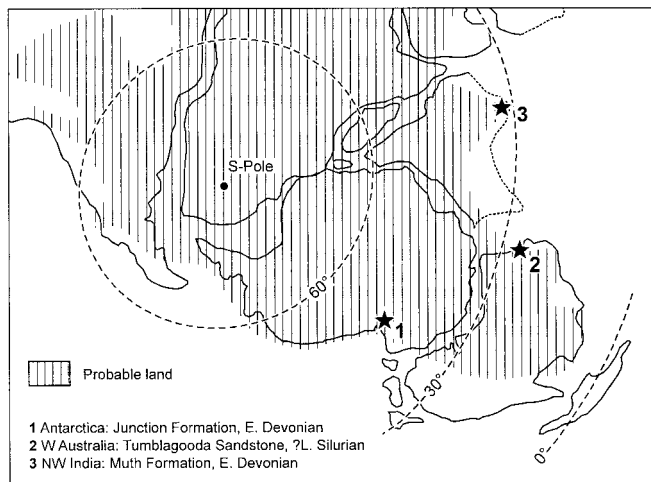 3
S-Pole
2
60°
1
30°
0°
Probable land
1 Antarctica: Junction Formation, E. Devonian
2 W Australia: Tumblagooda Sandstone, ?L. Silurian
3 NW India: Muth Formation, E. Devonian